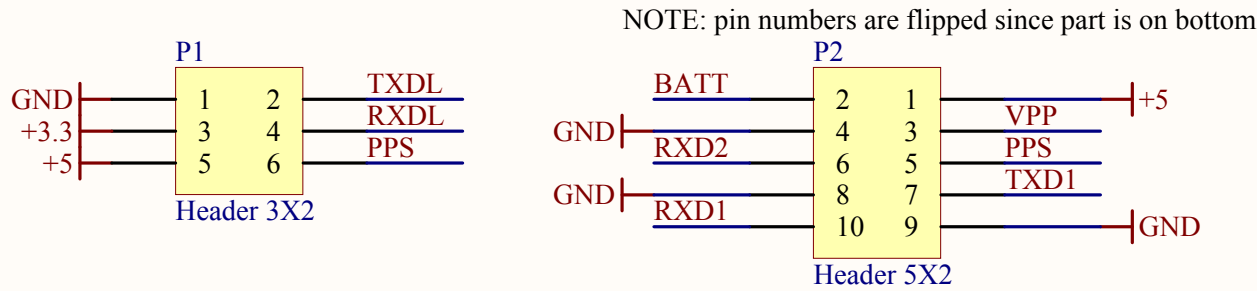 NOTE: pin numbers are flipped since part is on bottom
P1
GND 1 2 TXDL
+3.3 3 4 RXDL
+5 5 6 PPS
Header 3X2
P2
BATT 2 1 +5
GND 4 3 VPP
RXD2 6 5 PPS
GND 8 7 TXD1
RXD1 10 9 GND
Header 5X2